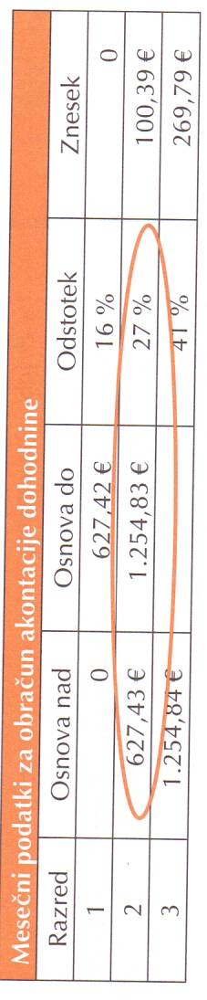 Mesečni podatki za obračun akontacije dohodnine
Razred Osnova nad Osnova do Odstotek Znesek
1 0 627,42 € 16 % 0
2 627,43 € 1.254,83 € 27 % 100,39 €
3 1.254,84 € 41 % 269,79 €